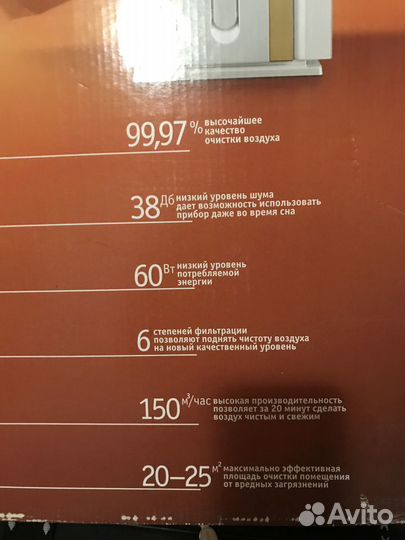 99,97 % высочайшее
качество
очистки воздуха
38 Дб низкий уровень шума
дает возможность использовать
прибор даже во время сна
60 Вт низкий уровень
потребляемой
энергии
6 степеней фильтрации
позволяют поднять чистоту воздуха
на новый качественный уровень
150 м³/час высокая производительность
позволяет за 20 минут сделать
воздух чистым и свежим
20–25 м² максимально эффективная
площадь очистки помещения
от вредных загрязнений
Avito